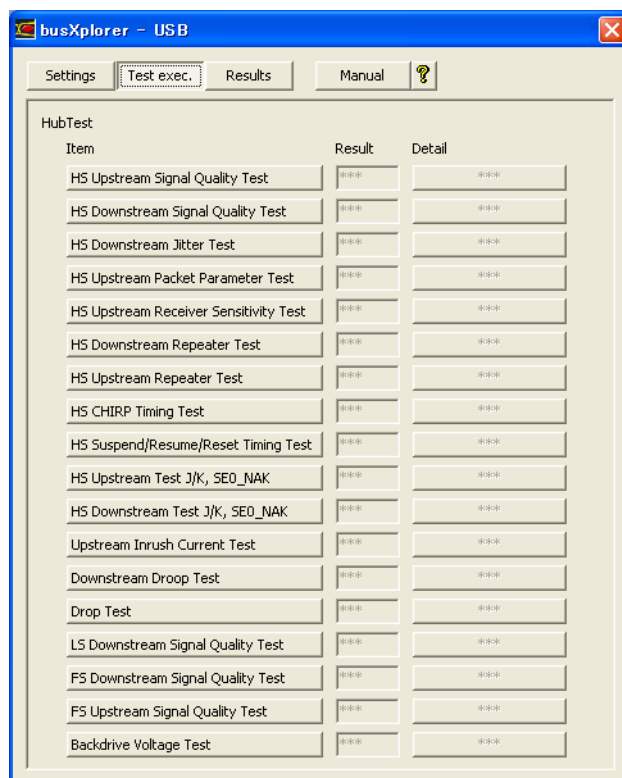 busXplorer - USB
Settings Test exec. Results Manual ?
HubTest
Item Result Detail
HS Upstream Signal Quality Test *** ***
HS Downstream Signal Quality Test *** ***
HS Downstream Jitter Test *** ***
HS Upstream Packet Parameter Test *** ***
HS Upstream Receiver Sensitivity Test *** ***
HS Downstream Repeater Test *** ***
HS Upstream Repeater Test *** ***
HS CHIRP Timing Test *** ***
HS Suspend/Resume/Reset Timing Test *** ***
HS Upstream Test J/K, SE0_NAK *** ***
HS Downstream Test J/K, SE0_NAK *** ***
Upstream Inrush Current Test *** ***
Downstream Droop Test *** ***
Drop Test *** ***
LS Downstream Signal Quality Test *** ***
FS Downstream Signal Quality Test *** ***
FS Upstream Signal Quality Test *** ***
Backdrive Voltage Test *** ***